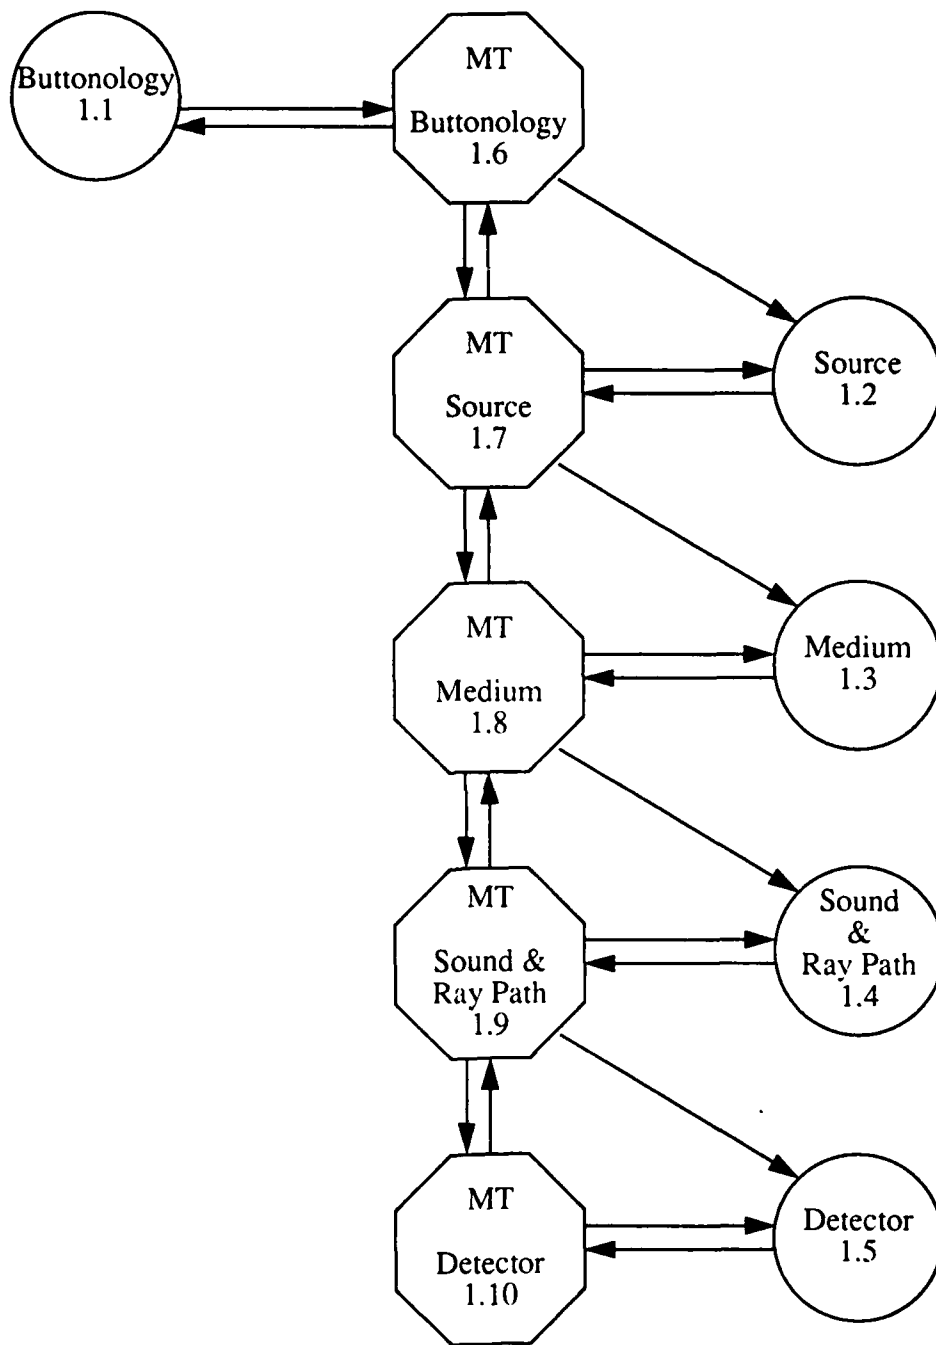 Buttonology
1.1
MT
Buttonology
1.6
MT
Source
1.7
Source
1.2
MT
Medium
1.8
Medium
1.3
MT
Sound &
Ray Path
1.9
Sound
&
Ray Path
1.4
MT
Detector
1.10
Detector
1.5